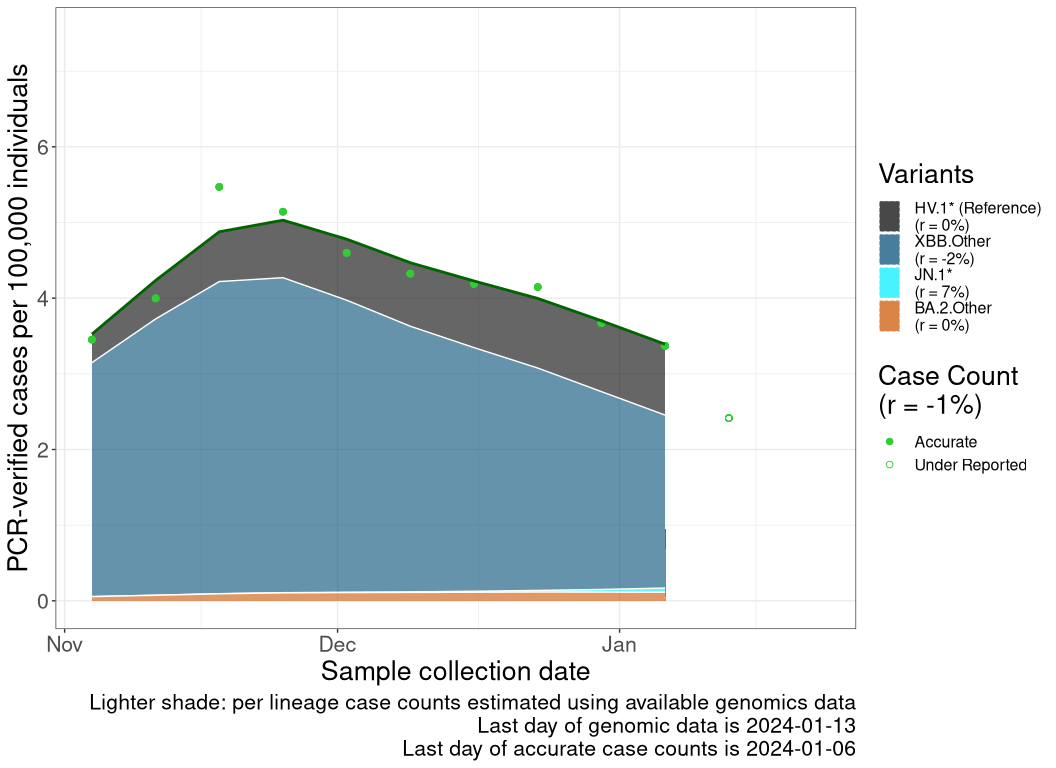 PCR-verified cases per 100,000 individuals
6
4
2
0
Nov
Dec
Jan
Sample collection date
Lighter shade: per lineage case counts estimated using available genomics data
Last day of genomic data is 2024-01-13
Last day of accurate case counts is 2024-01-06
Variants
HV.1* (Reference)
(r = 0%)
XBB.Other
(r = -2%)
JN.1*
(r = 7%)
BA.2.Other
(r = 0%)
Case Count
(r = -1%)
Accurate
Under Reported